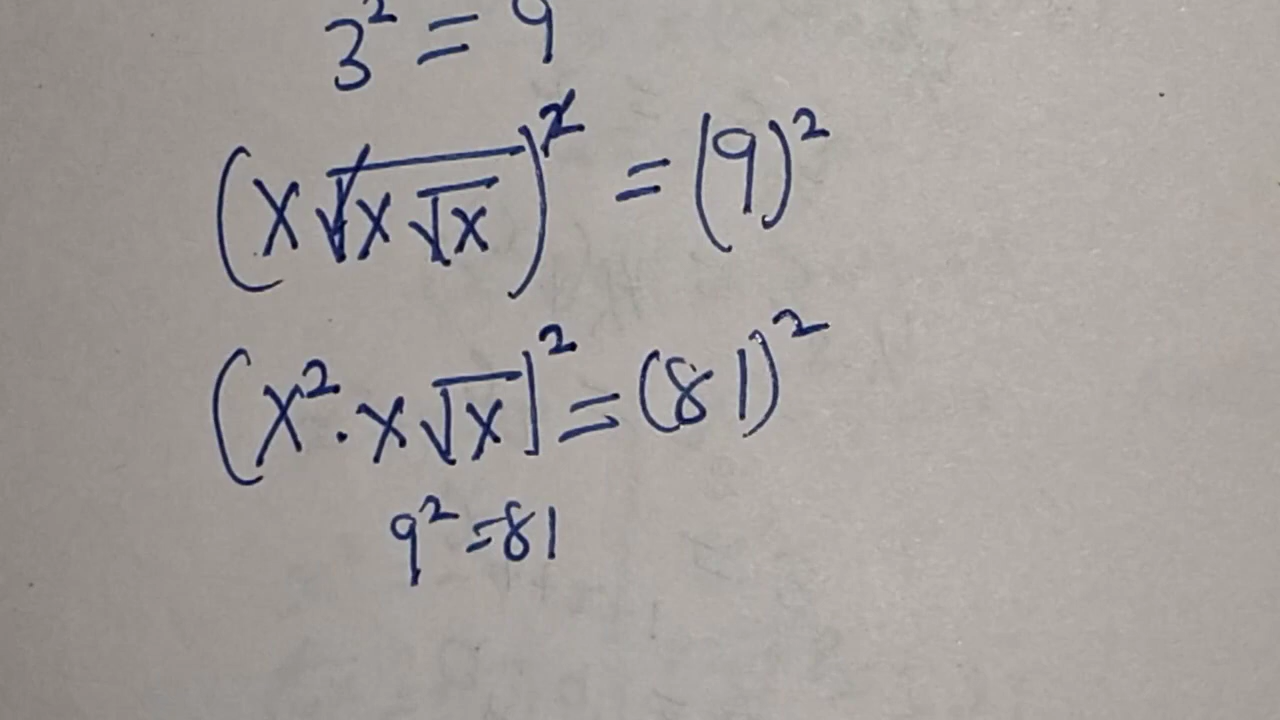 3² = 9
(x√(x√x))² = (9)²
(x².x√x]² = (81)²
9² = 81